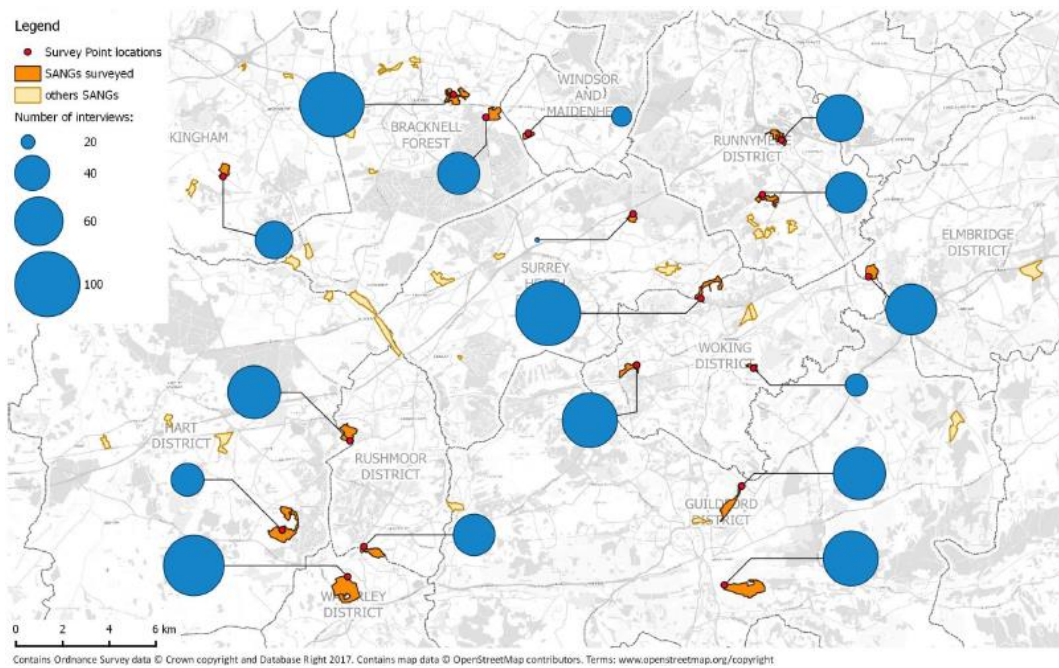 Legend
Survey Point locations
SANGs surveyed
others SANGs
Number of interviews:
20
40
60
100
KINGHAM
BRACKNELL
FOREST
WINDSOR
AND
MAIDENHE
RUNNYME
DISTRICT
ELMBRIDGE
DISTRICT
SURREY
HEATH
WOKING
DISTRICT
HART
DISTRICT
RUSHMOOR
DISTRICT
GUILDFORD
DISTRICT
WAVERLEY
DISTRICT
0 2 4 6 km
Contains Ordnance Survey data © Crown copyright and Database Right 2017. Contains map data © OpenStreetMap contributors. Terms: www.openstreetmap.org/copyright